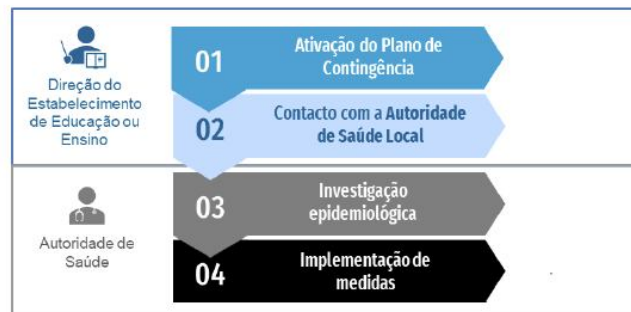 Direção do
Estabelecimento
de Educação ou
Ensino
01
Ativação do Plano de
Contingência
02
Contacto com a Autoridade
de Saúde Local
Autoridade de
Saúde
03
Investigação
epidemiológica
04
Implementação de
medidas